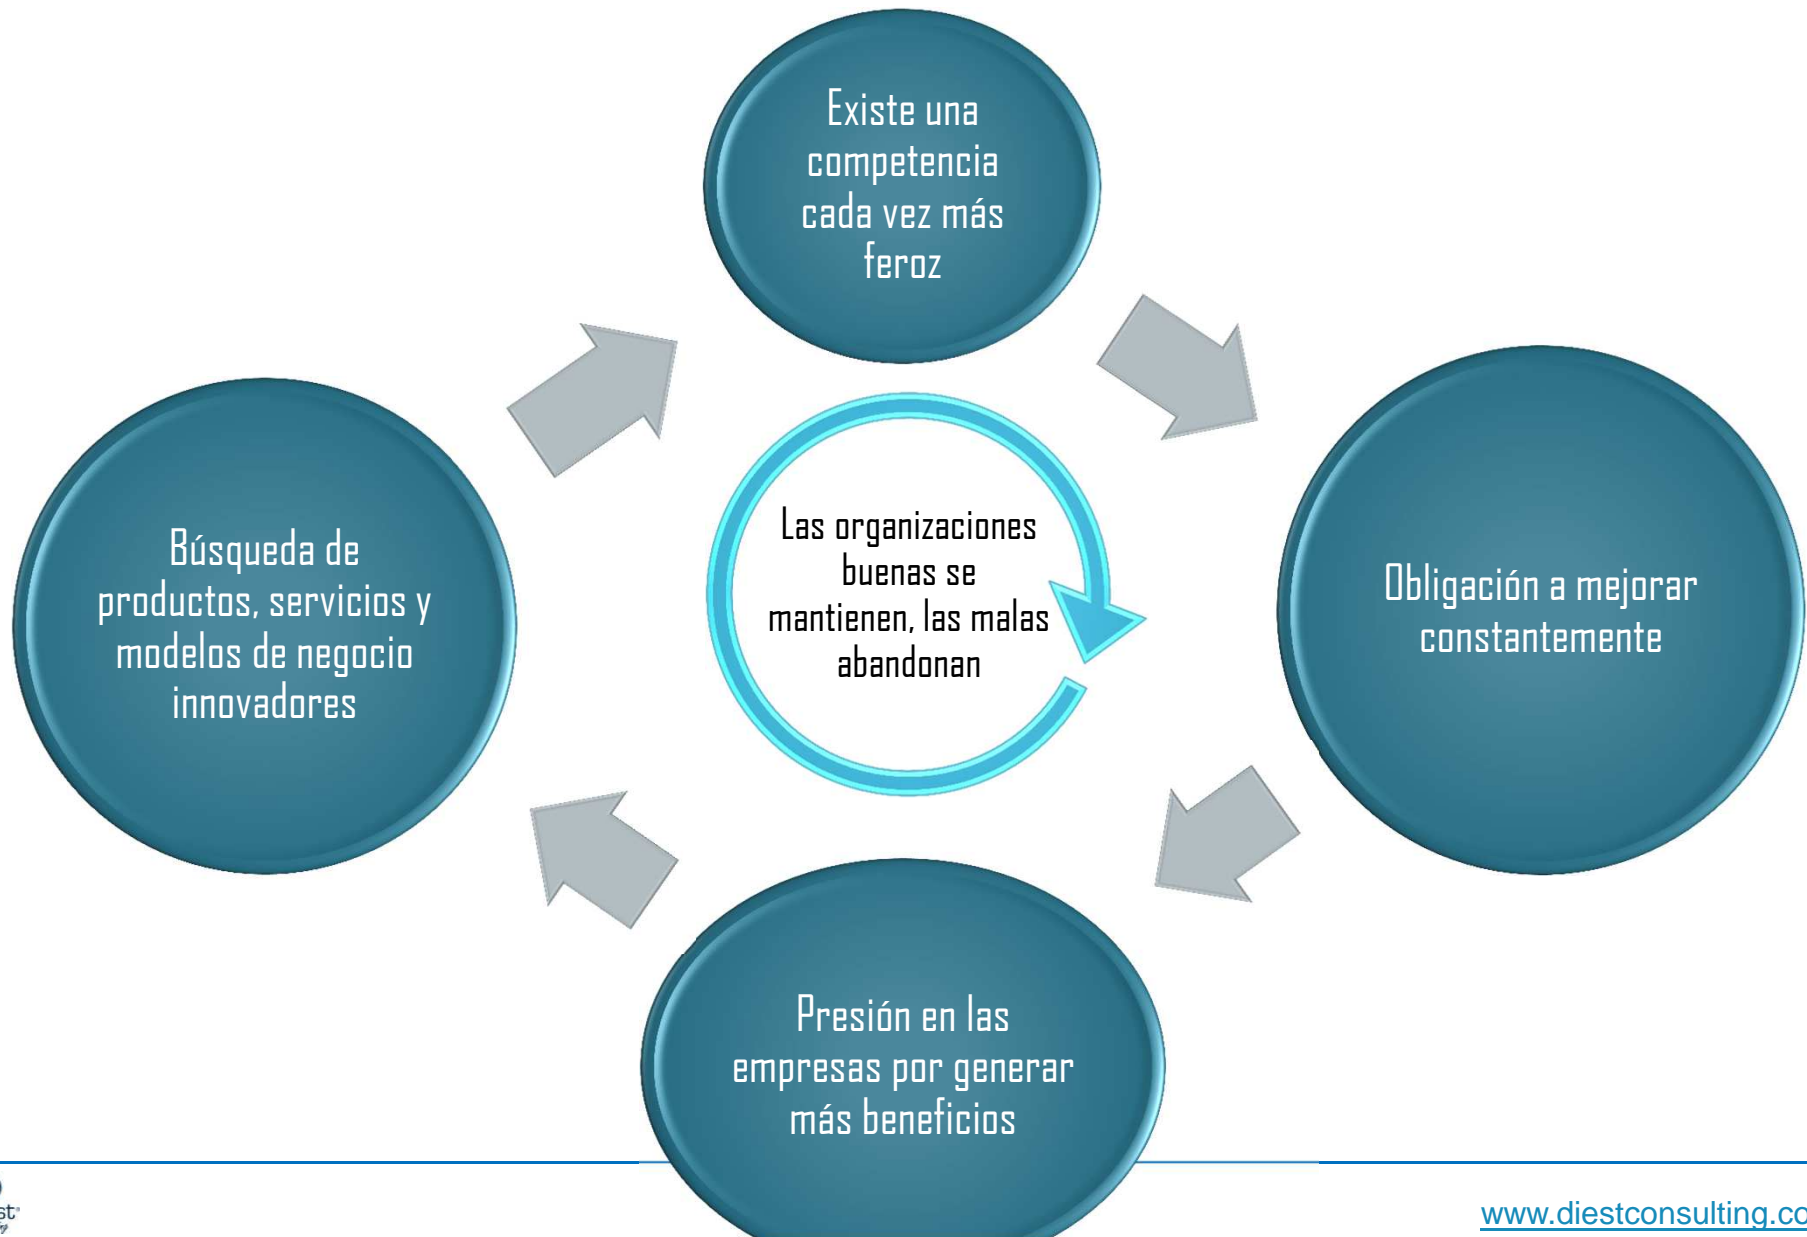 Existe una
competencia
cada vez más
feroz
Las organizaciones
buenas se
mantienen, las malas
abandonan
Búsqueda de
productos, servicios y
modelos de negocio
innovadores
Obligación a mejorar
constantemente
Presión en las
empresas por generar
más beneficios
www.diestconsulting.co